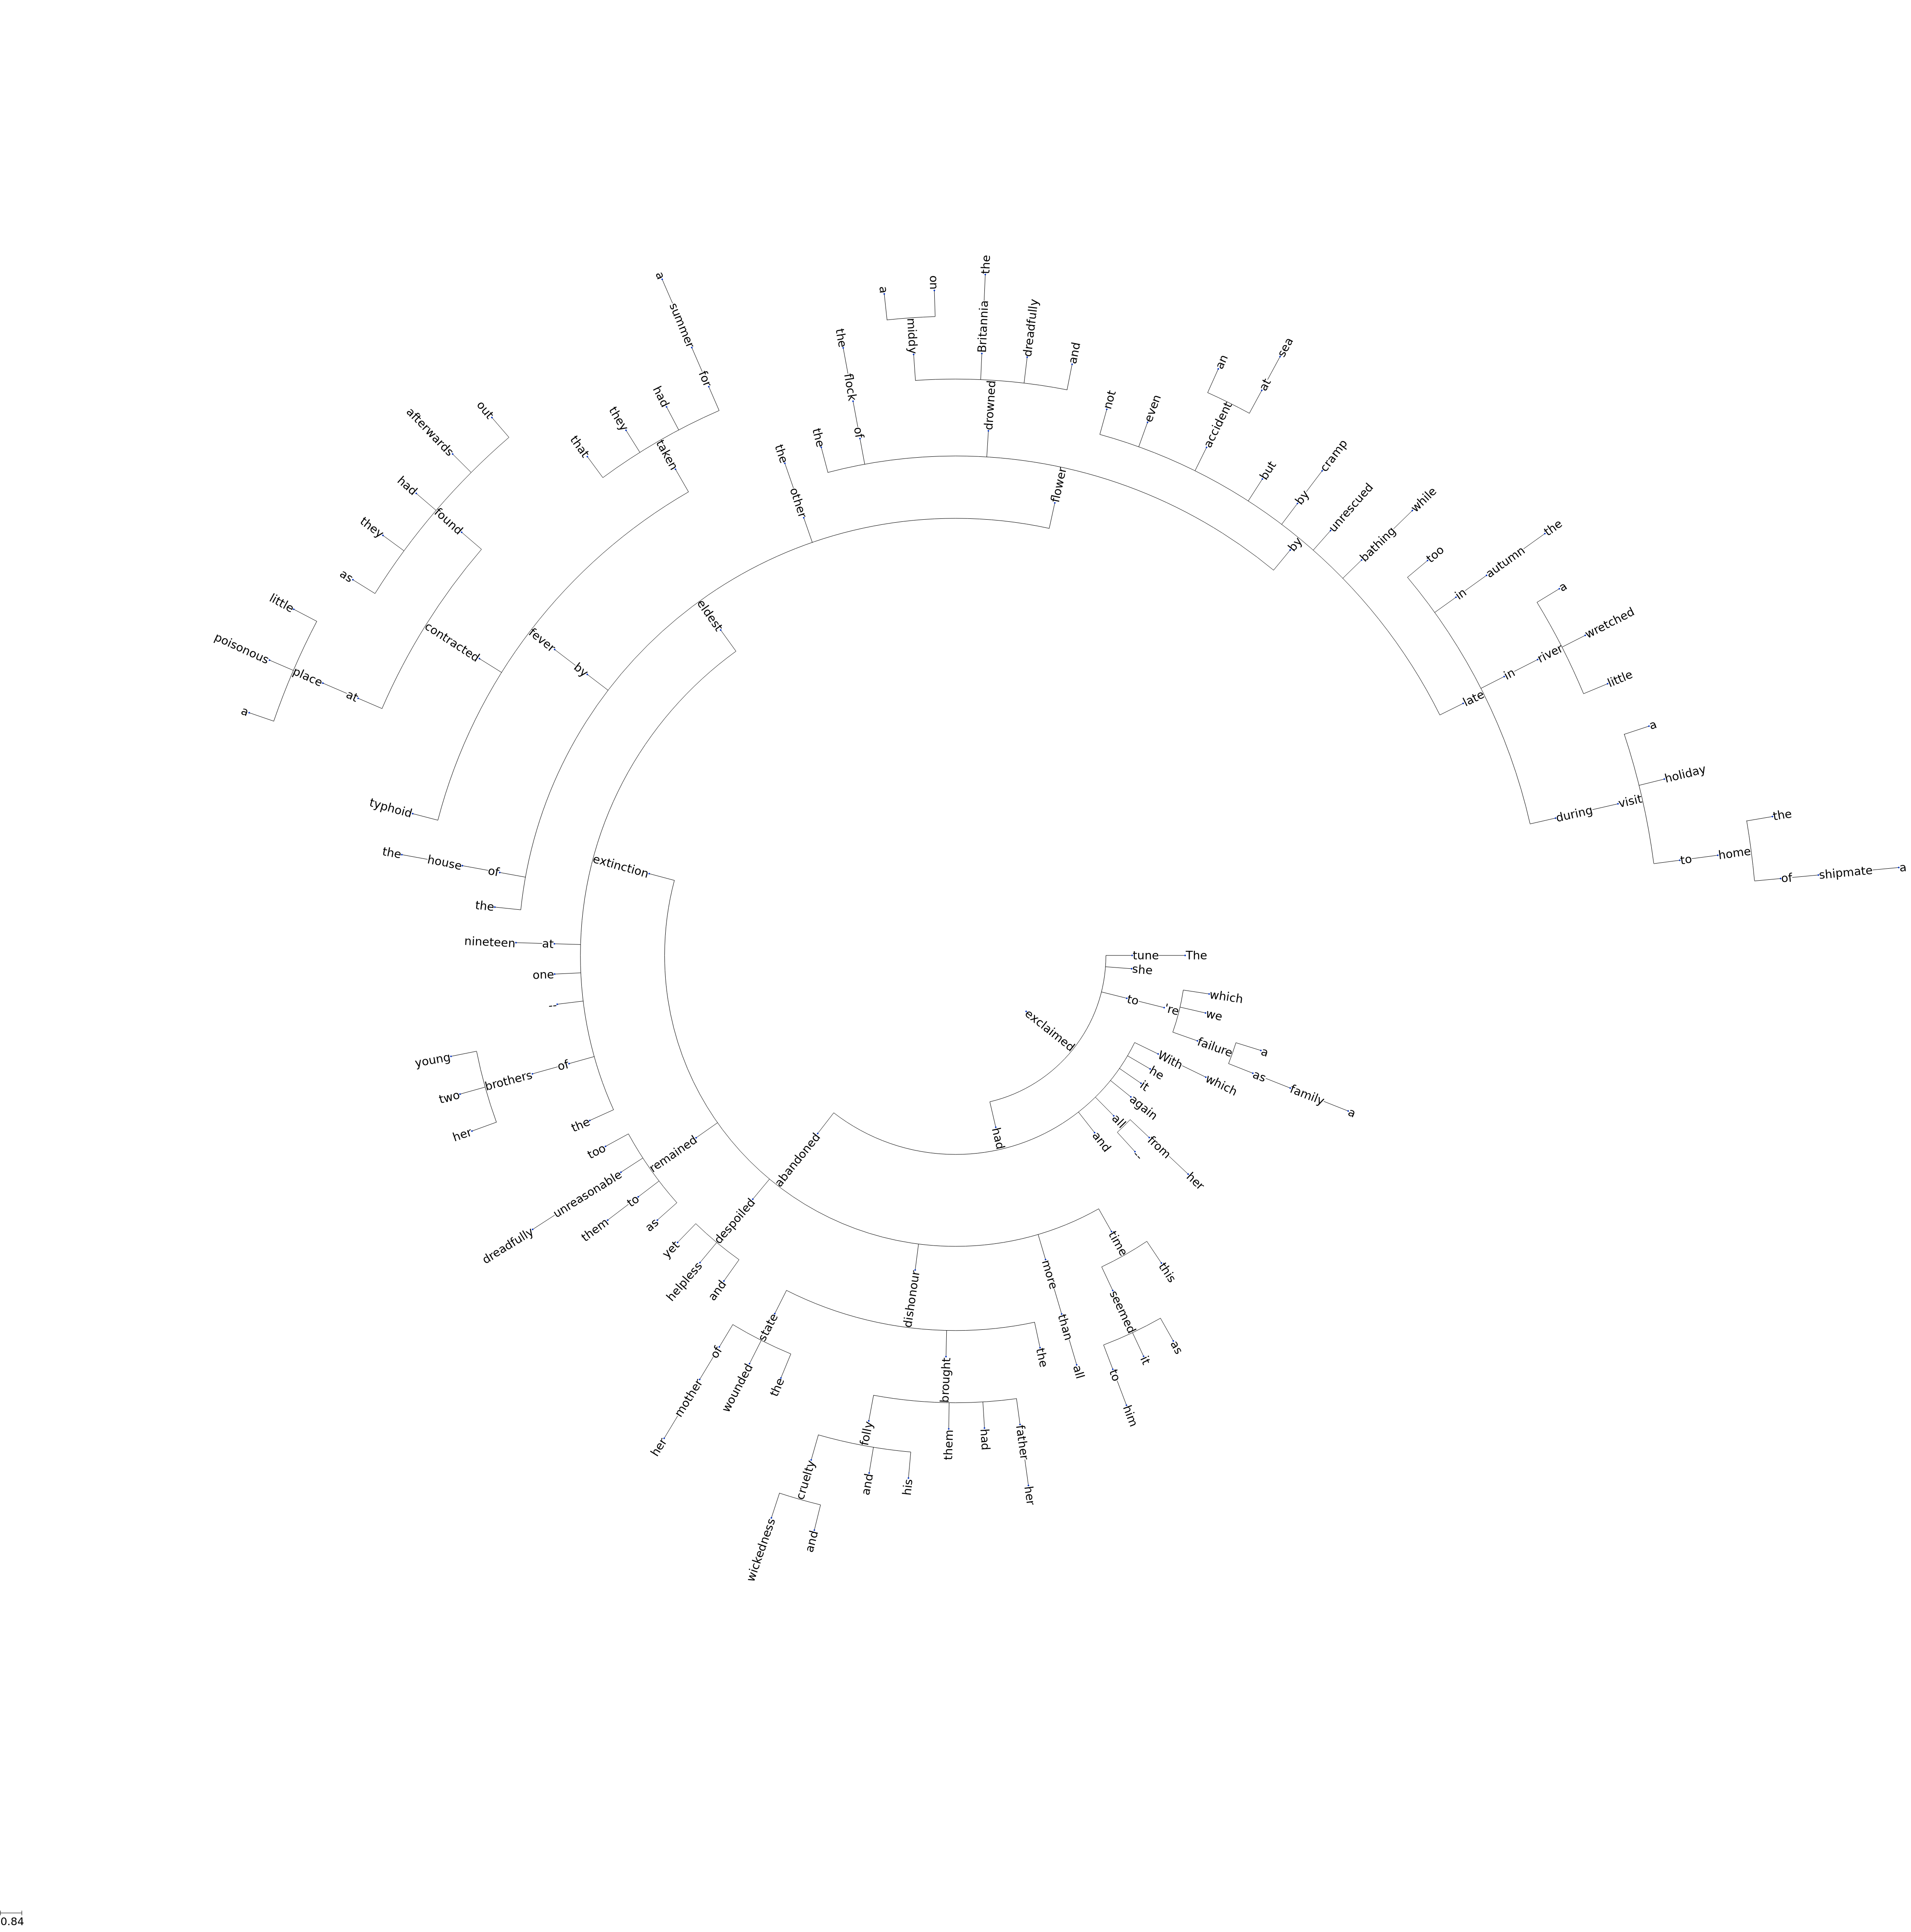 The
tune
she
which
we
're
to
a
failure
as
family
a
exclaimed
With
which
he
it
again
all
--
from
her
and
had
abandoned
this
time
as
it
seemed
to
him
more
than
all
the
her
father
had
them
brought
his
and
folly
and
cruelty
wickedness
dishonour
the
wounded
state
of
mother
her
and
helpless
despoiled
yet
as
to
them
remained
unreasonable
dreadfully
too
extinction
the
of
brothers
her
two
young
--
one
at
nineteen
eldest
the
of
house
the
by
fever
typhoid
contracted
at
place
a
poisonous
little
as
they
had
found
afterwards
out
taken
that
they
had
for
summer
a
other
the
flower
the
of
flock
the
drowned
middy
a
on
Britannia
the
dreadfully
and
by
not
even
accident
an
at
sea
but
by
cramp
unrescued
bathing
while
late
too
in
autumn
the
in
river
a
wretched
little
during
visit
a
holiday
to
home
the
of
shipmate
a
0.84